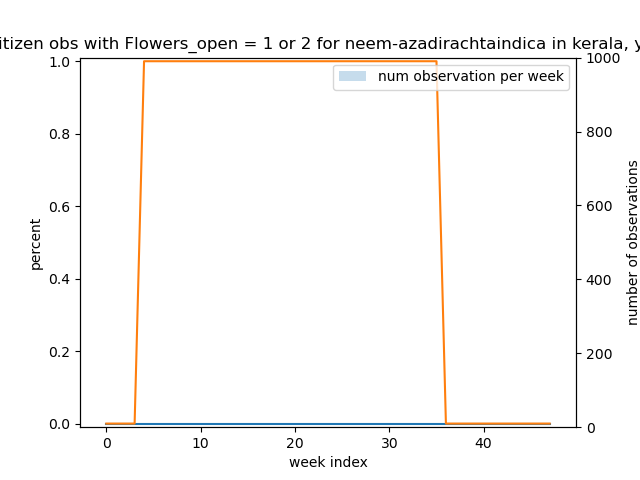 itizen obs with Flowers_open = 1 or 2 for neem-azadirachtaindica in kerala, y
num observation per week
1.0
0.8
0.6
0.4
0.2
0.0
percent
1000
800
600
400
200
0
number of observations
0 10 20 30 40
week index